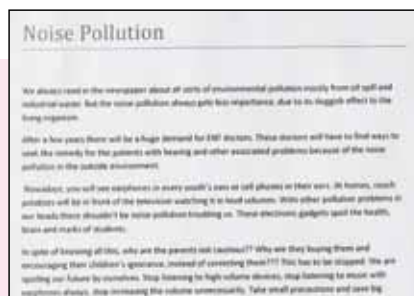 Noise Pollution
We always read in the newspaper about all sorts of environmental pollution mostly from oil spill and
industrial waste. But the noise pollution always gets less importance, due to its sluggish effect to the
living organism.
After a few years there will be a huge demand for ENT doctors. These doctors will have to find ways to
seek the remedy for the patients with hearing and other associated problems because of the noise
pollution in the outside environment.
Nowadays, you will see earphones in every youth's ears or cell phones in their ears. At homes, couch
potatoes will be in front of the television watching it in loud volumes. With other pollution problems in
our heads there shouldn't be noise pollution troubling us. These electronic gadgets spoil the health,
brain and marks of students.
In spite of knowing all this, why are the parents not cautious?? Why are they buying them and
encouraging their children's ignorance, instead of correcting them??? This has to be stopped. We are
spoiling our future by ourselves. Stop listening to high volume devices, stop listening to music with
earphones always, stop increasing the volume unnecessarily. Take small precautions and save big